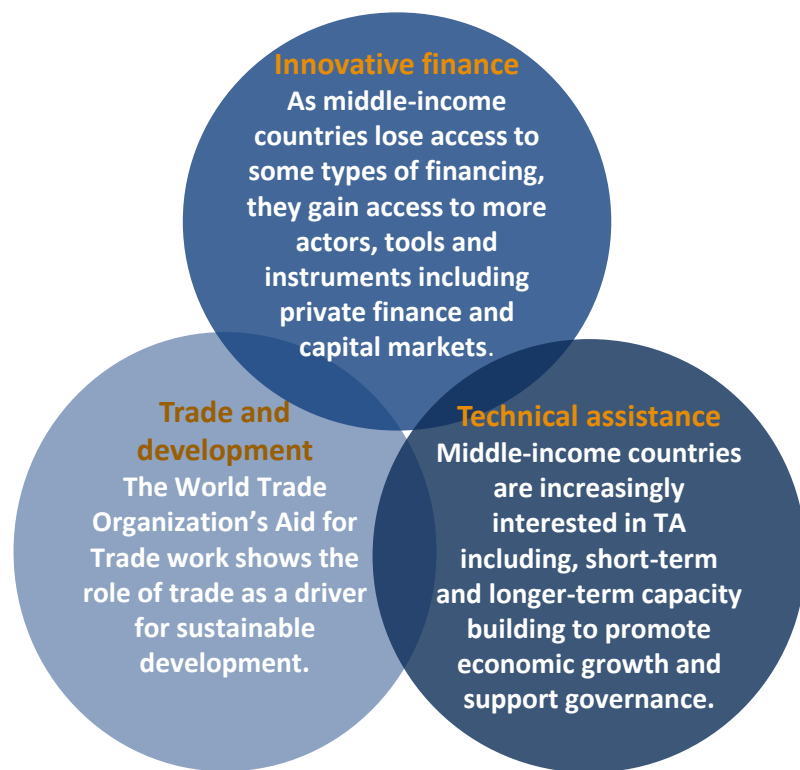 Innovative finance
As middle-income
countries lose access to
some types of financing,
they gain access to more
actors, tools and
instruments including
private finance and
capital markets.
Trade and
development
The World Trade
Organization’s Aid for
Trade work shows the
role of trade as a driver
for sustainable
development.
Technical assistance
Middle-income countries
are increasingly
interested in TA
including, short-term
and longer-term capacity
building to promote
economic growth and
support governance.